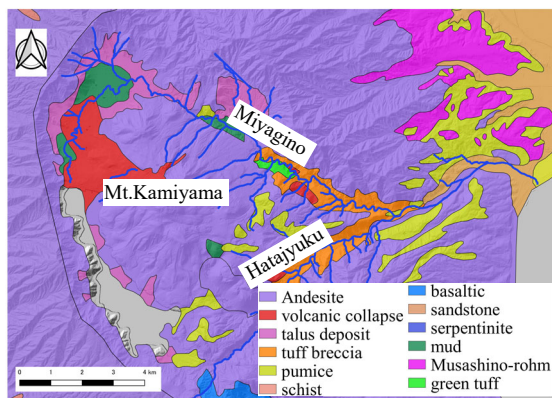 Miyagino
Mt.Kamiyama
Hatajyuku
Andesite
volcanic collapse
talus deposit
tuff breccia
pumice
schist
basaltic
sandstone
serpentinite
mud
Musashino-rohm
green tuff
0 1 2 3 4 km